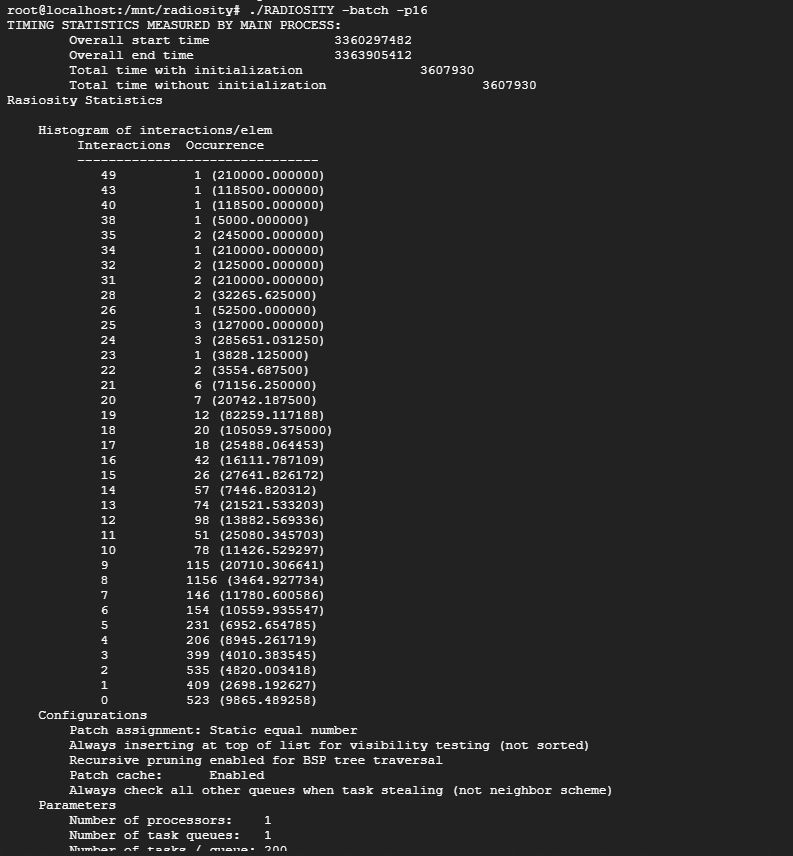 root@localhost:/mnt/radiosity# ./RADIOSITY -batch -p16
TIMING STATISTICS MEASURED BY MAIN PROCESS:
        Overall start time                3360297482
        Overall end time                  3363905412
        Total time with initialization               3607930
        Total time without initialization                    3607930
Rasiosity Statistics
    Histogram of interactions/elem
         Interactions  Occurrence
         -------------------------------
            49          1 (210000.000000)
            43          1 (118500.000000)
            40          1 (118500.000000)
            38          1 (5000.000000)
            35          2 (245000.000000)
            34          1 (210000.000000)
            32          2 (125000.000000)
            31          2 (210000.000000)
            28          2 (32265.625000)
            26          1 (52500.000000)
            25          3 (127000.000000)
            24          3 (285651.031250)
            23          1 (3828.125000)
            22          2 (3554.687500)
            21          6 (71156.250000)
            20          7 (20742.187500)
            19          12 (82259.117188)
            18          20 (105059.375000)
            17          18 (25488.064453)
            16          42 (16111.787109)
            15          26 (27641.826172)
            14          57 (7446.820312)
            13          74 (21521.533203)
            12          98 (13882.569336)
            11          51 (25080.345703)
            10          78 (11426.529297)
            9          115 (20710.306641)
            8          1156 (3464.927734)
            7          146 (11780.600586)
            6          154 (10559.935547)
            5          231 (6952.654785)
            4          206 (8945.261719)
            3          399 (4010.383545)
            2          535 (4820.003418)
            1          409 (2698.192627)
            0          523 (9865.489258)
    Configurations
        Patch assignment: Static equal number
        Always inserting at top of list for visibility testing (not sorted)
        Recursive pruning enabled for BSP tree traversal
        Patch cache:      Enabled
        Always check all other queues when task stealing (not neighbor scheme)
    Parameters
        Number of processors:    1
        Number of task queues:   1
        Number of tasks / queue: 200